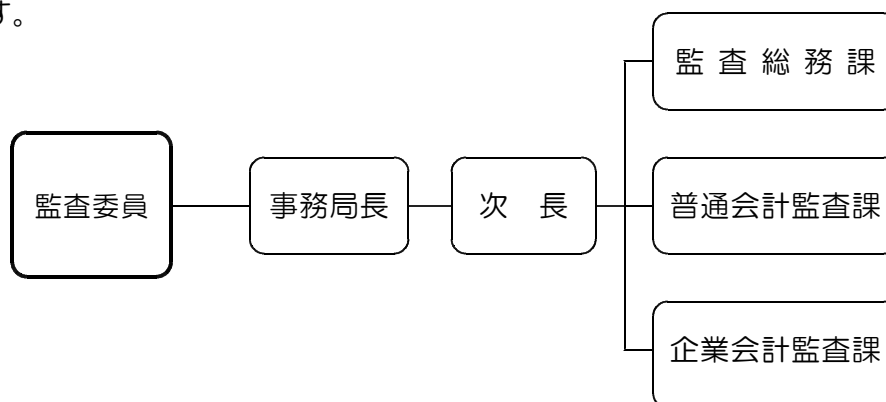 す。
監査総務課
監査委員
事務局長
次 長
普通会計監査課
企業会計監査課